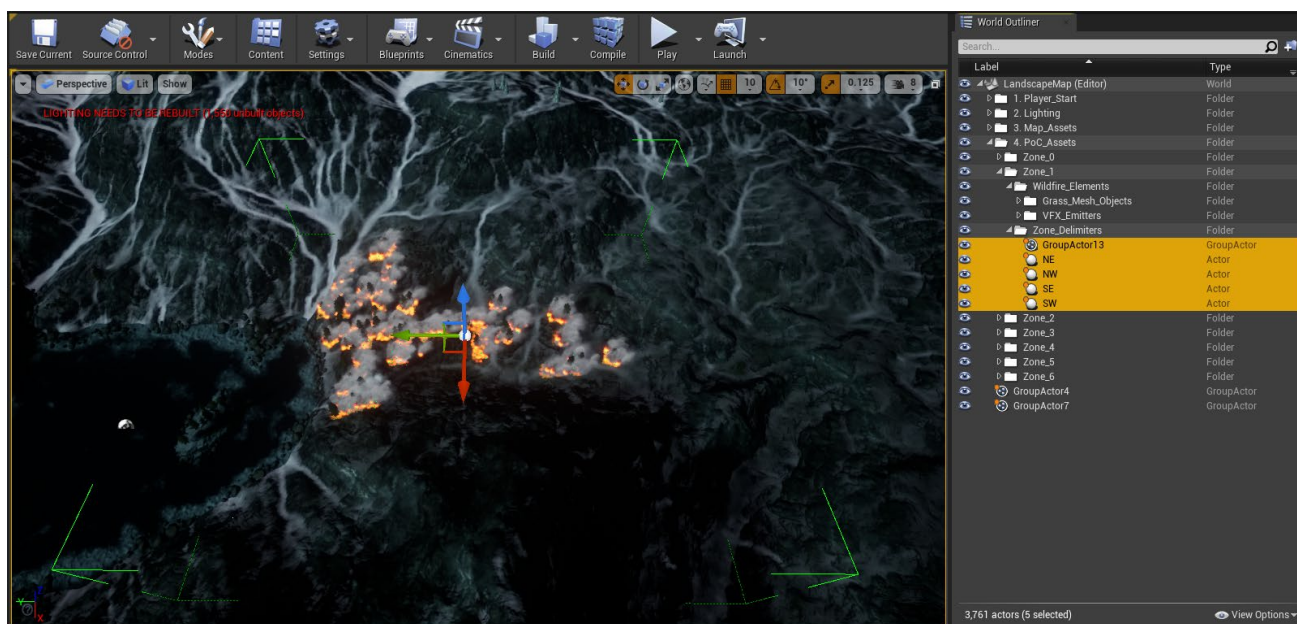 Save Current Source Control Modes Content Settings Blueprints Cinematics Build Compile Play Launch
Perspective Lit Show 10 10° 0.125 8
LIGHTING NEEDS TO BE REBUILT (1,560 unbuilt objects)
World Outliner
Search...
Label Type
LandscapeMap (Editor) World
1. Player_Start Folder
2. Lighting Folder
3. Map_Assets Folder
4. PoC_Assets Folder
Zone_0 Folder
Zone_1 Folder
Wildfire_Elements Folder
Grass_Mesh_Objects Folder
VFX_Emitters Folder
Zone_Delimiters Folder
GroupActor13 GroupActor
NE Actor
NW Actor
SE Actor
SW Actor
Zone_2 Folder
Zone_3 Folder
Zone_4 Folder
Zone_5 Folder
Zone_6 Folder
GroupActor4 GroupActor
GroupActor7 GroupActor
Y
X
3,761 actors (5 selected) View Options